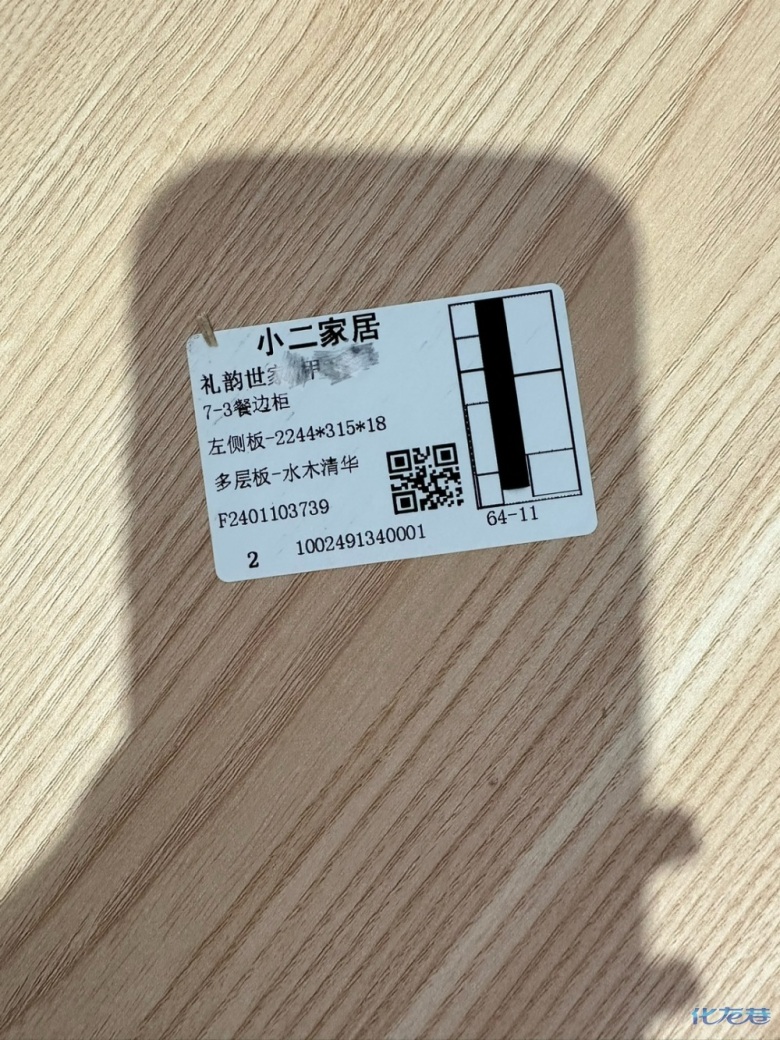 小二家居
礼韵世家
7-3餐边柜
左侧板-2244*315*18
多层板-水木清华
F2401103739
2 1002491340001
64-11
化龙巷